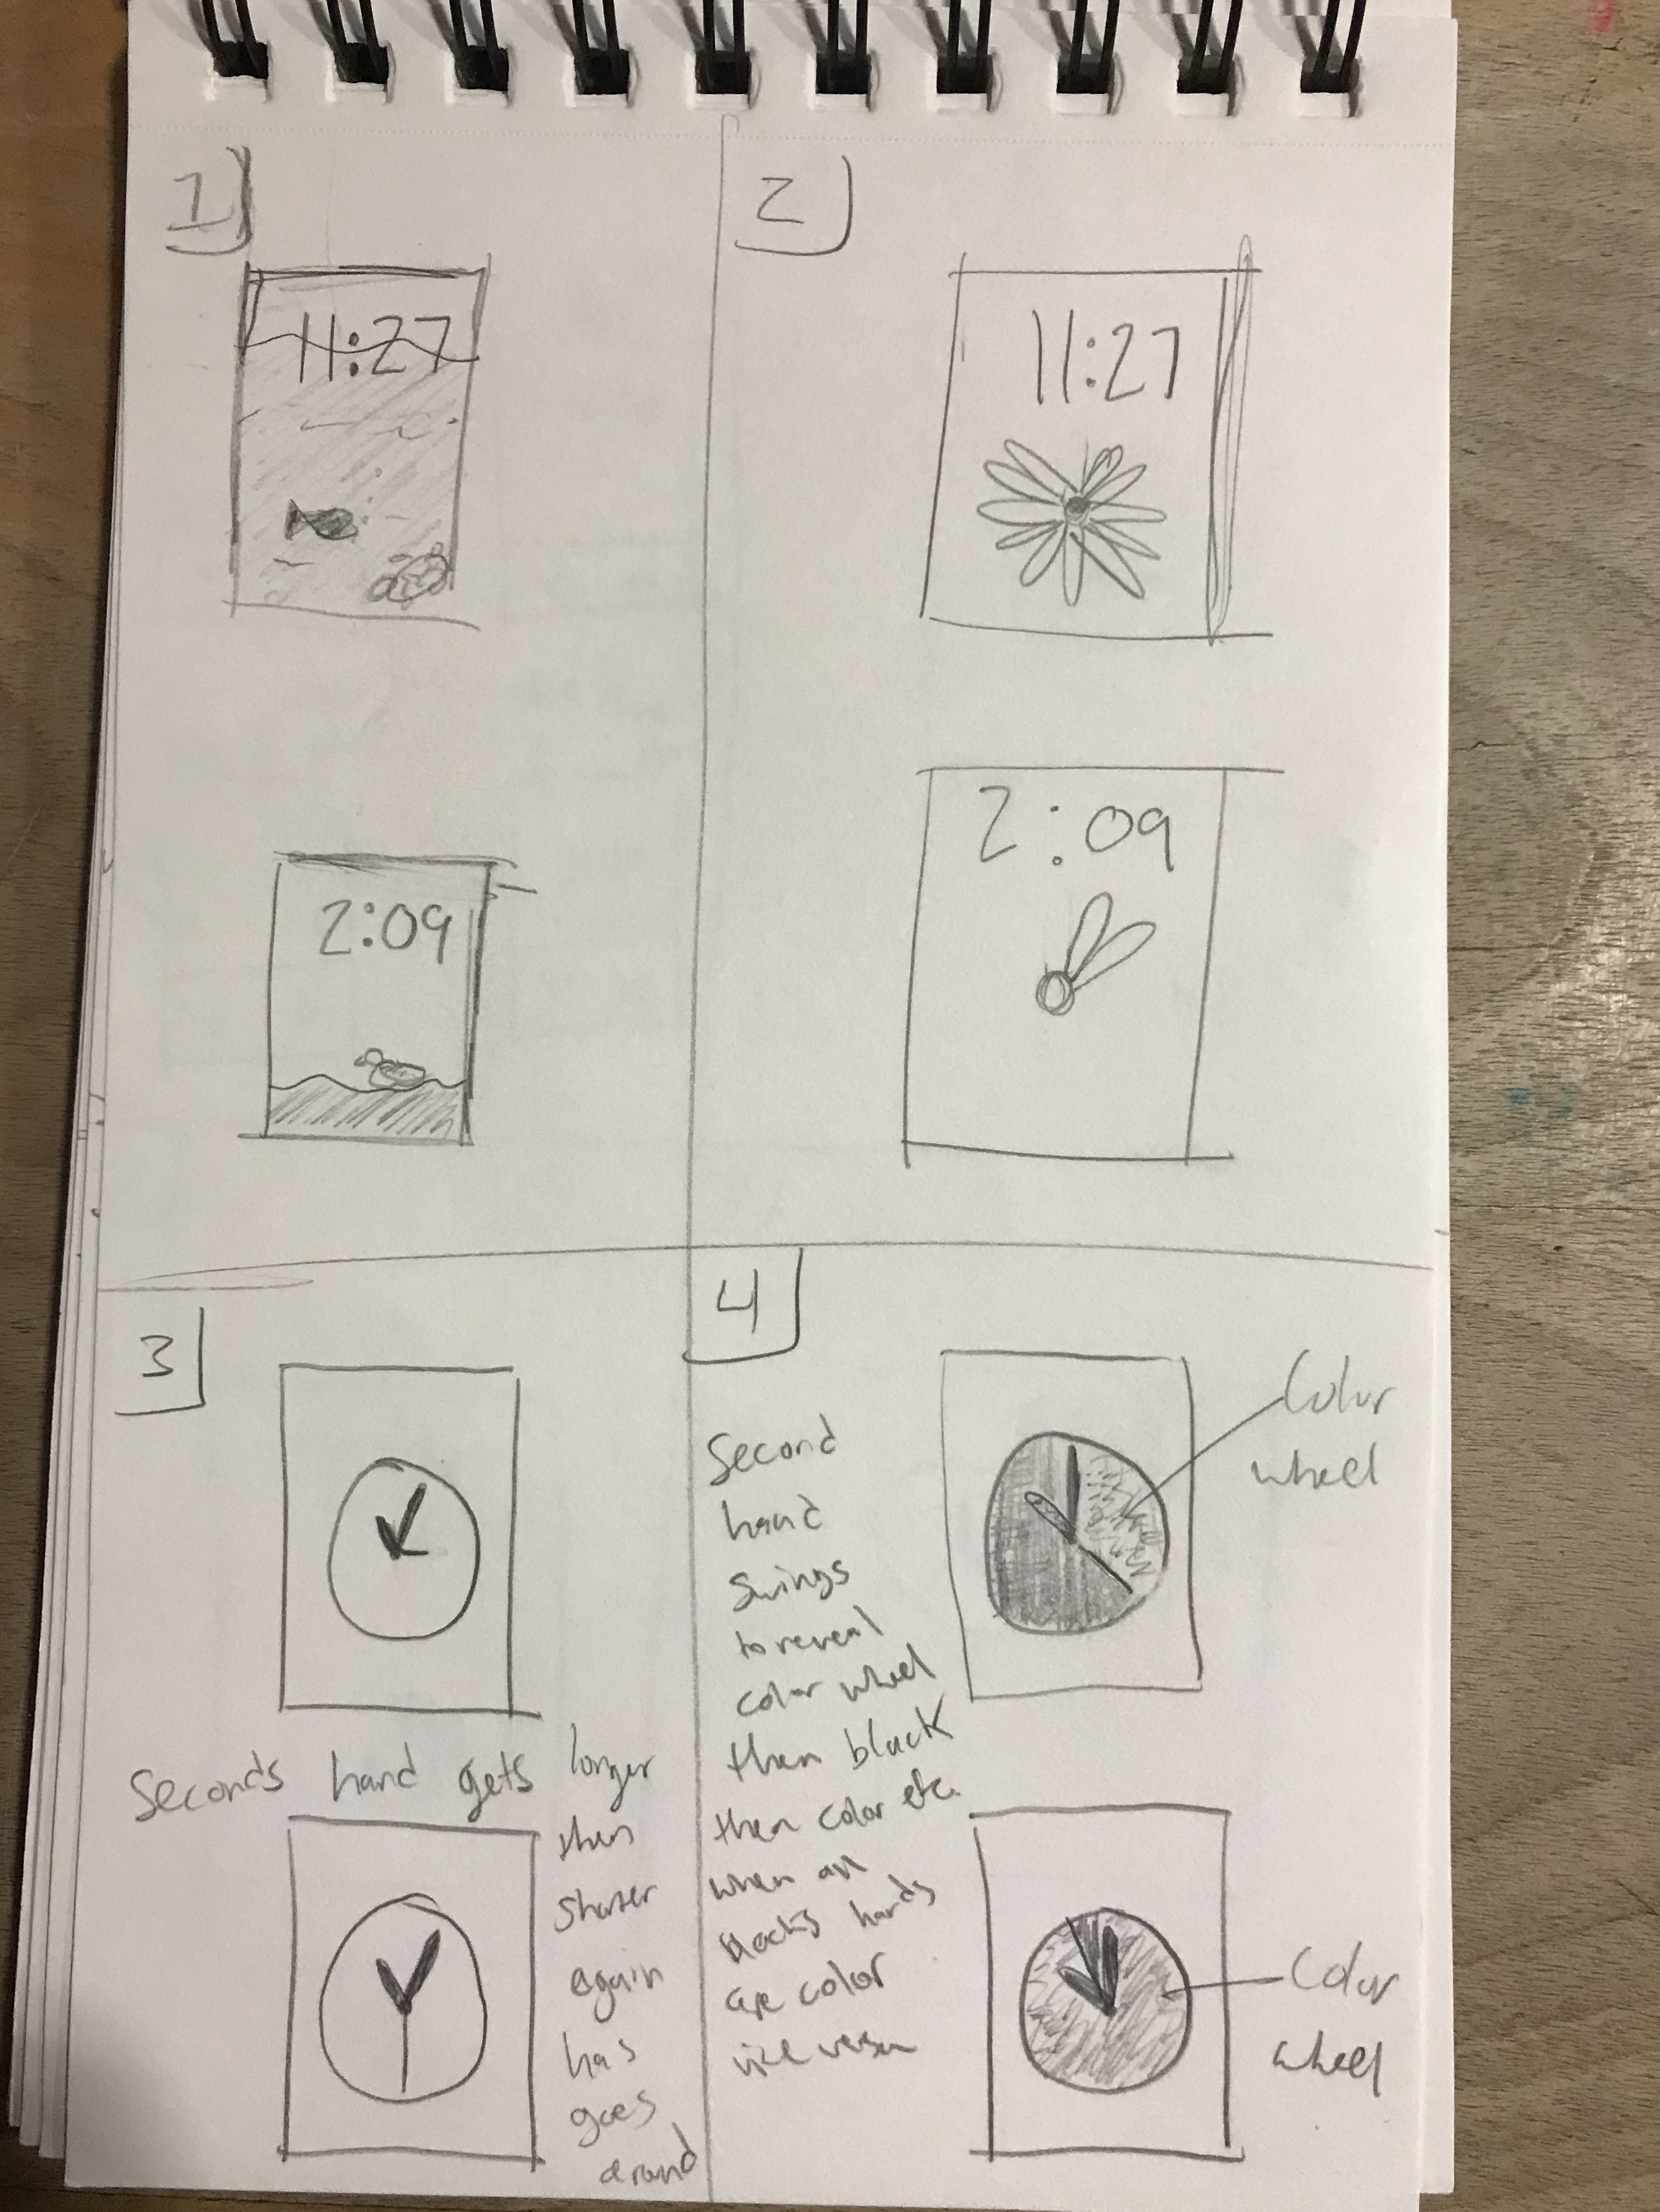 1
11:27
2:09
2
11:27
2:09
3
Seconds hand gets longer
then
shorter
again
has
goes
around
4
Second
hand
swings
to reveal
color wheel
then black
then color etc.
when all
blacks hands
are color
vice versa
Color
wheel
Color
wheel